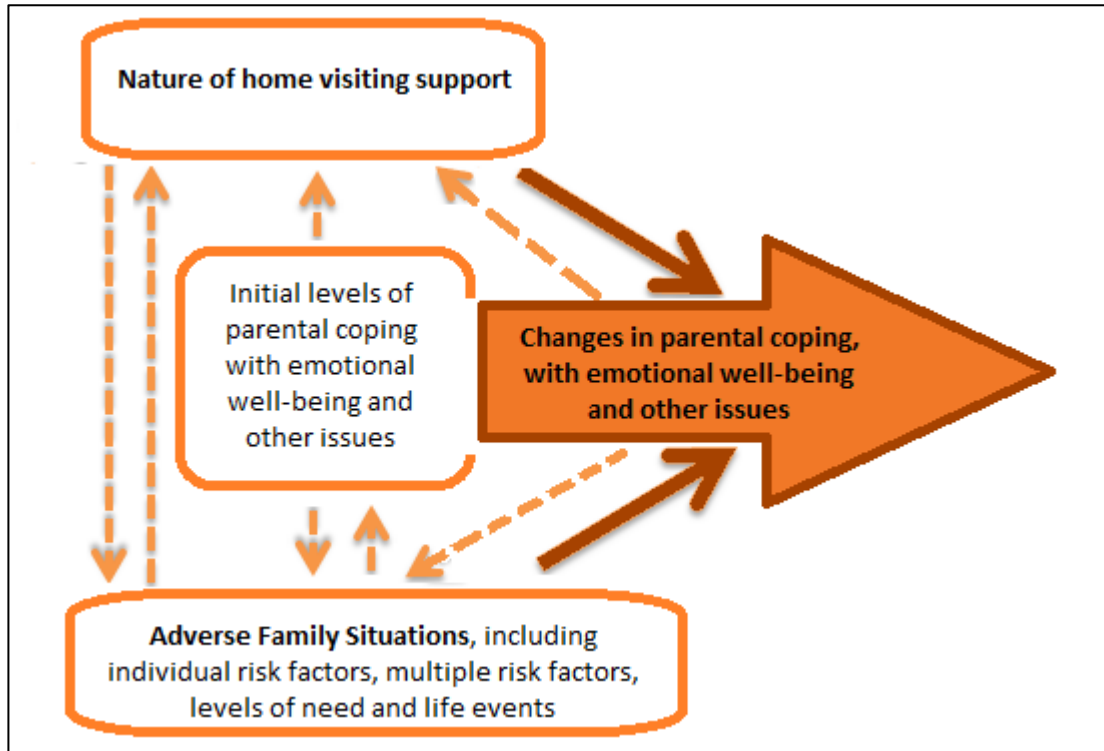 Nature of home visiting support
Initial levels of
parental coping
with emotional
well-being and
other issues
Changes in parental coping,
with emotional well-being
and other issues
Adverse Family Situations, including
individual risk factors, multiple risk factors,
levels of need and life events